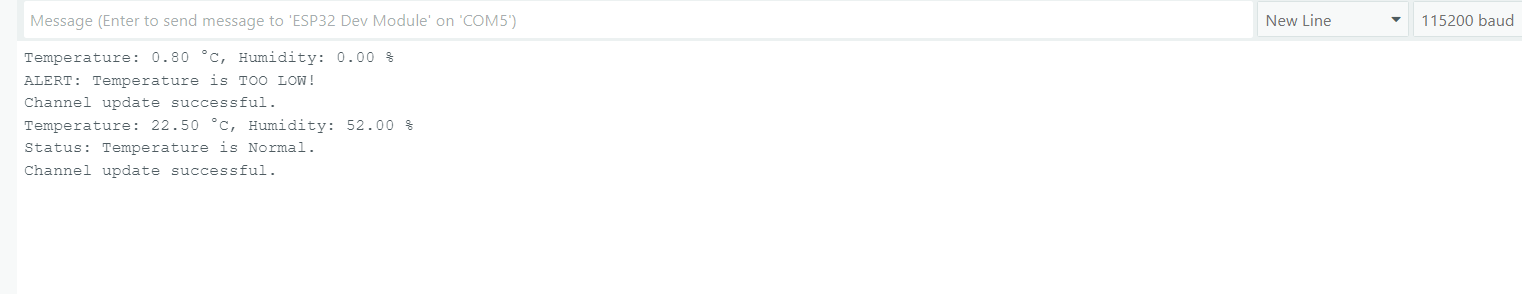 Message (Enter to send message to 'ESP32 Dev Module' on 'COM5')
New Line
115200 baud
Temperature: 0.80 °C, Humidity: 0.00 %
ALERT: Temperature is TOO LOW!
Channel update successful.
Temperature: 22.50 °C, Humidity: 52.00 %
Status: Temperature is Normal.
Channel update successful.